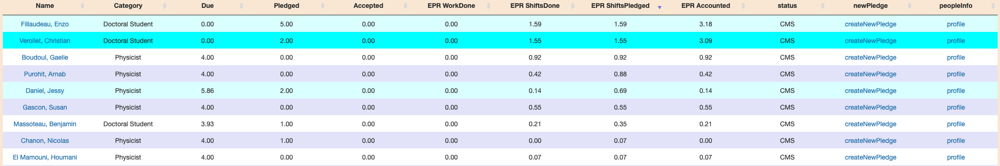 Name Category Due Pledged Accepted EPR WorkDone EPR ShiftsDone EPR ShiftsPledged EPR Accounted status newPledge peopleInfo
Fillaudeau, Enzo Doctoral Student 0.00 5.00 0.00 0.00 1.59 1.59 3.18 CMS createNewPledge profile
Verollet, Christian Doctoral Student 0.00 2.00 0.00 0.00 1.55 1.55 3.09 CMS createNewPledge profile
Boudoul, Gaelle Physicist 4.00 0.00 0.00 0.00 0.92 0.92 0.92 CMS createNewPledge profile
Purohit, Arnab Physicist 4.00 0.00 0.00 0.00 0.42 0.88 0.42 CMS createNewPledge profile
Daniel, Jessy Physicist 5.86 2.00 0.00 0.00 0.14 0.69 0.14 CMS createNewPledge profile
Gascon, Susan Physicist 4.00 0.00 0.00 0.00 0.55 0.55 0.55 CMS createNewPledge profile
Massoteau, Benjamin Doctoral Student 3.93 1.00 0.00 0.00 0.21 0.35 0.21 CMS createNewPledge profile
Chanon, Nicolas Physicist 4.00 1.00 0.00 0.00 0.00 0.07 0.00 CMS createNewPledge profile
El Mamouni, Houmani Physicist 4.00 0.00 0.00 0.00 0.07 0.07 0.07 CMS createNewPledge profile